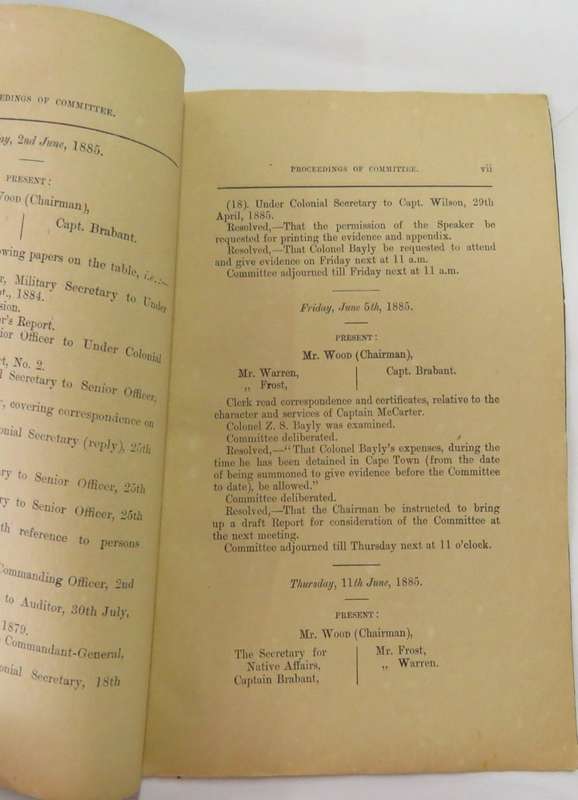 EDINGS OF COMMITTEE.
ay, 2nd June, 1885.
PRESENT:
Wood (Chairman),
Capt. Brabant.
owing papers on the table, i.e.:—
r, Military Secretary to Under
t., 1884.
sion.
r's Report.
ior Officer to Under Colonial
rt, No. 2.
l Secretary to Senior Officer,
r, covering correspondence on
onial Secretary (reply), 25th
ry to Senior Officer, 25th
ry to Senior Officer, 25th
th reference to persons
Commanding Officer, 2nd
to Auditor, 30th July,
1879.
Commandant-General,
onial Secretary, 18th
PROCEEDINGS OF COMMITTEE. vii
(18). Under Colonial Secretary to Capt. Wilson, 29th
April, 1885.
Resolved,—That the permission of the Speaker be
requested for printing the evidence and appendix.
Resolved,—That Colonel Bayly be requested to attend
and give evidence on Friday next at 11 a.m.
Committee adjourned till Friday next at 11 a.m.
Friday, June 5th, 1885.
PRESENT:
Mr. Wood (Chairman),
Mr. Warren, Capt. Brabant.
„ Frost,
Clerk read correspondence and certificates, relative to the
character and services of Captain McCarter.
Colonel Z. S. Bayly was examined.
Committee deliberated.
Resolved,—"That Colonel Bayly's expenses, during the
time he has been detained in Cape Town (from the date
of being summoned to give evidence before the Committee
to date), be allowed."
Committee deliberated.
Resolved,—That the Chairman be instructed to bring
up a draft Report for consideration of the Committee at
the next meeting.
Committee adjourned till Thursday next at 11 o'clock.
Thursday, 11th June, 1885.
PRESENT:
Mr. Wood (Chairman),
The Secretary for Mr. Frost,
Native Affairs, „ Warren.
Captain Brabant,